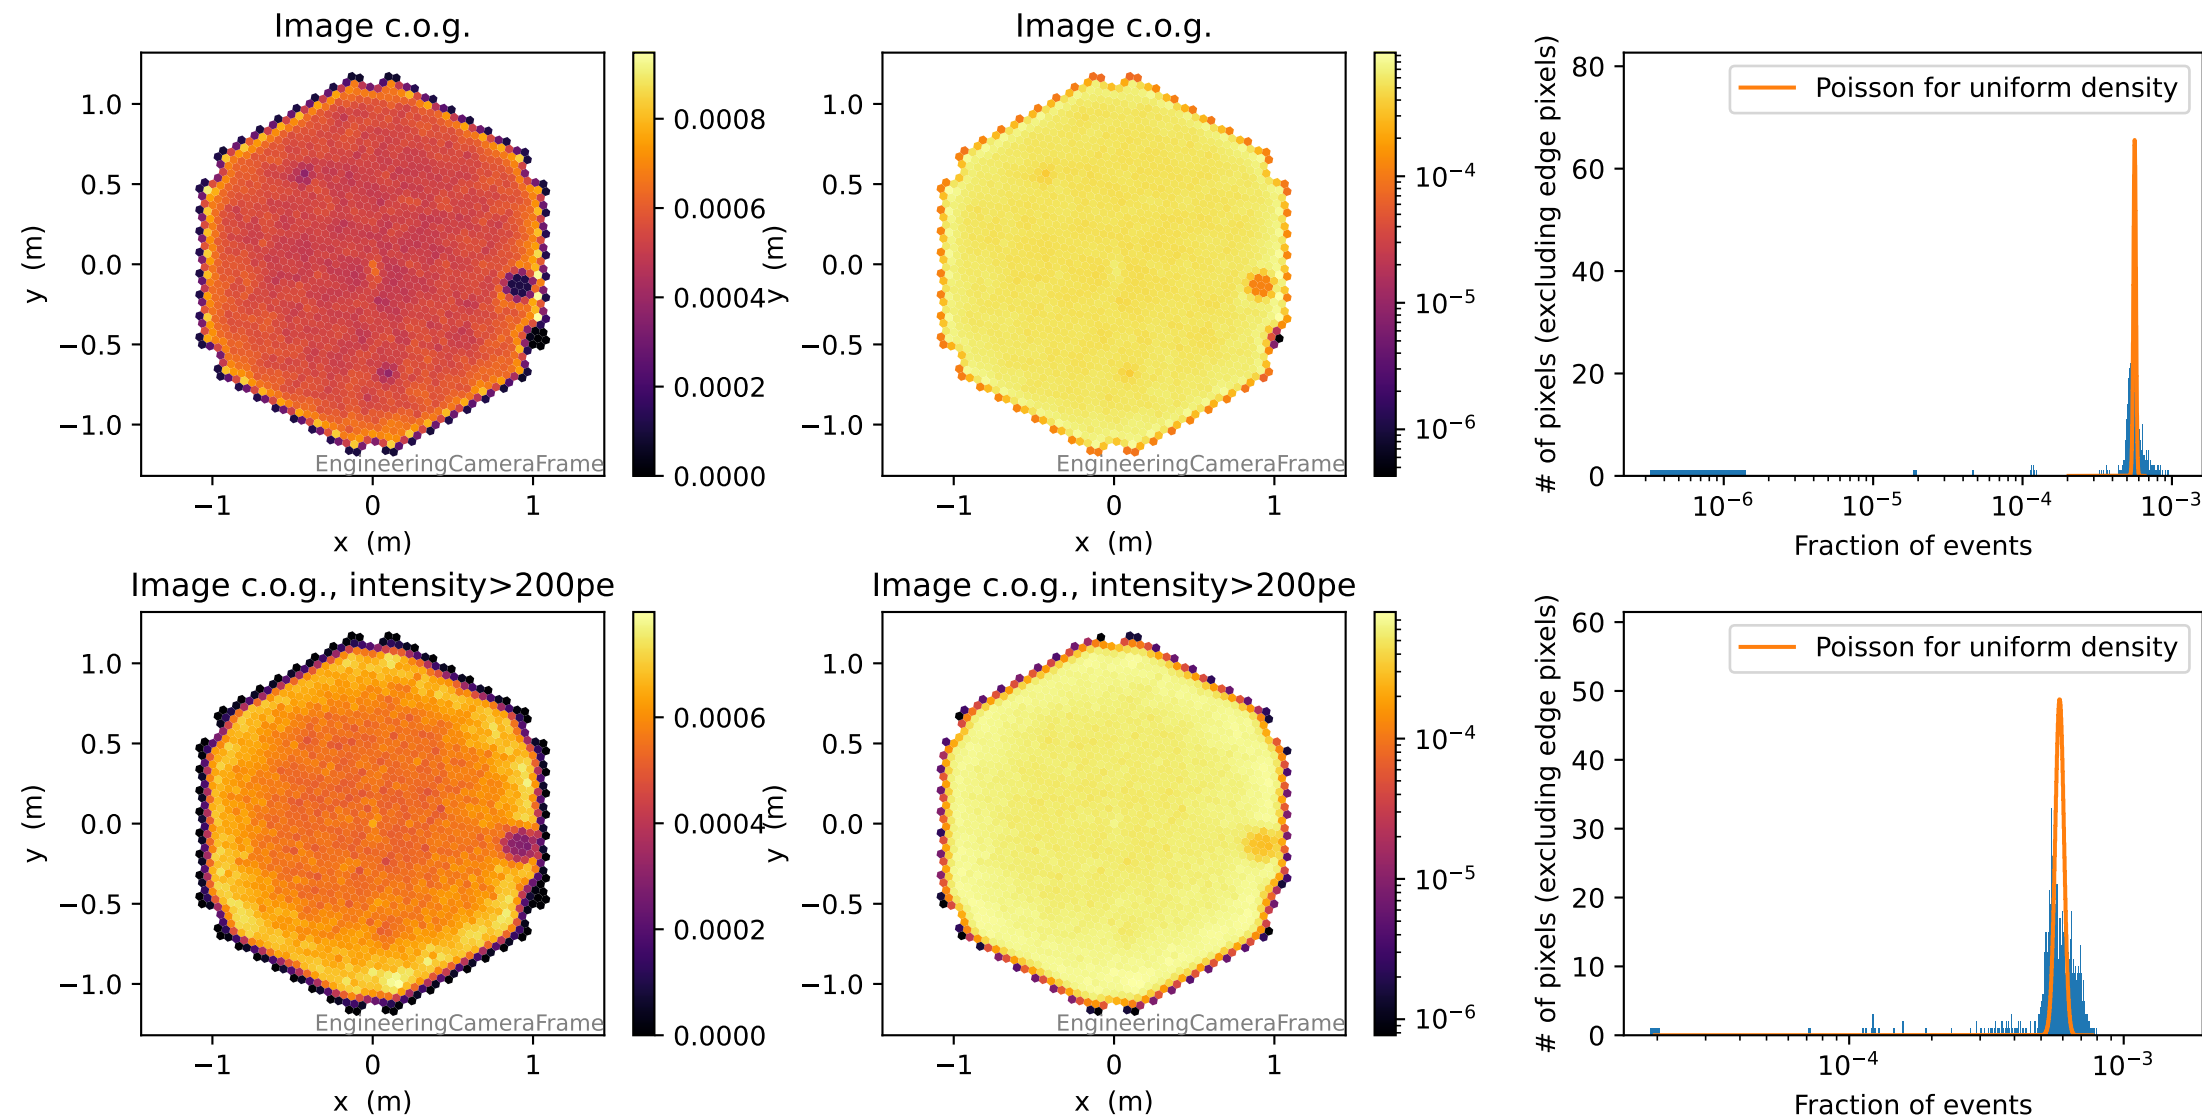 Image c.o.g.
1.0
0.5
0.0
−0.5
−1.0
y (m)
−1
0
1
x (m)
EngineeringCameraFrame
0.0008
0.0006
0.0004
0.0002
0.0000
Image c.o.g.
1.0
0.5
0.0
−0.5
−1.0
y (m)
−1
0
1
x (m)
EngineeringCameraFrame
10⁻⁴
10⁻⁵
10⁻⁶
# of pixels (excluding edge pixels)
80
60
40
20
0
Poisson for uniform density
10⁻⁶
10⁻⁵
10⁻⁴
10⁻³
Fraction of events
Image c.o.g., intensity>200pe
1.0
0.5
0.0
−0.5
−1.0
y (m)
−1
0
1
x (m)
EngineeringCameraFrame
0.0006
0.0004
0.0002
0.0000
Image c.o.g., intensity>200pe
1.0
0.5
0.0
−0.5
−1.0
y (m)
−1
0
1
x (m)
EngineeringCameraFrame
10⁻⁴
10⁻⁵
10⁻⁶
# of pixels (excluding edge pixels)
60
50
40
30
20
10
0
Poisson for uniform density
10⁻⁴
10⁻³
Fraction of events